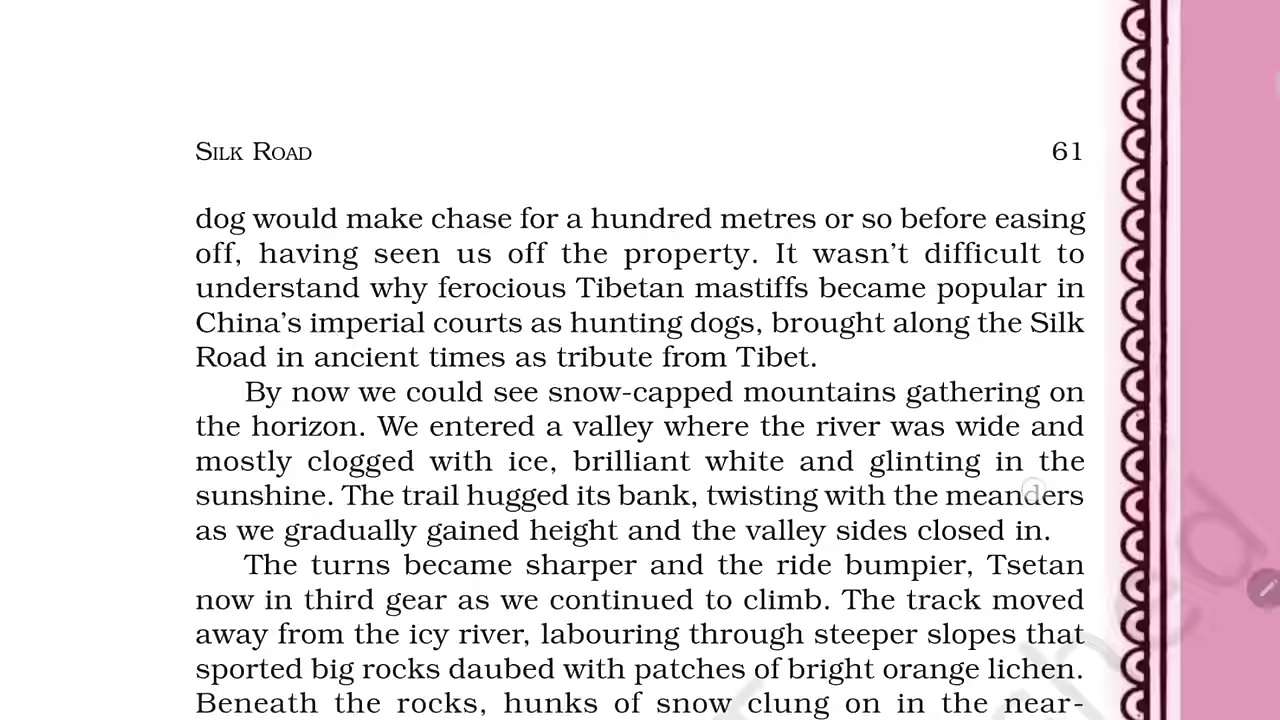 SILK ROAD 61
dog would make chase for a hundred metres or so before easing
off, having seen us off the property. It wasn't difficult to
understand why ferocious Tibetan mastiffs became popular in
China's imperial courts as hunting dogs, brought along the Silk
Road in ancient times as tribute from Tibet.
By now we could see snow-capped mountains gathering on
the horizon. We entered a valley where the river was wide and
mostly clogged with ice, brilliant white and glinting in the
sunshine. The trail hugged its bank, twisting with the meanders
as we gradually gained height and the valley sides closed in.
The turns became sharper and the ride bumpier, Tsetan
now in third gear as we continued to climb. The track moved
away from the icy river, labouring through steeper slopes that
sported big rocks daubed with patches of bright orange lichen.
Beneath the rocks, hunks of snow clung on in the near-